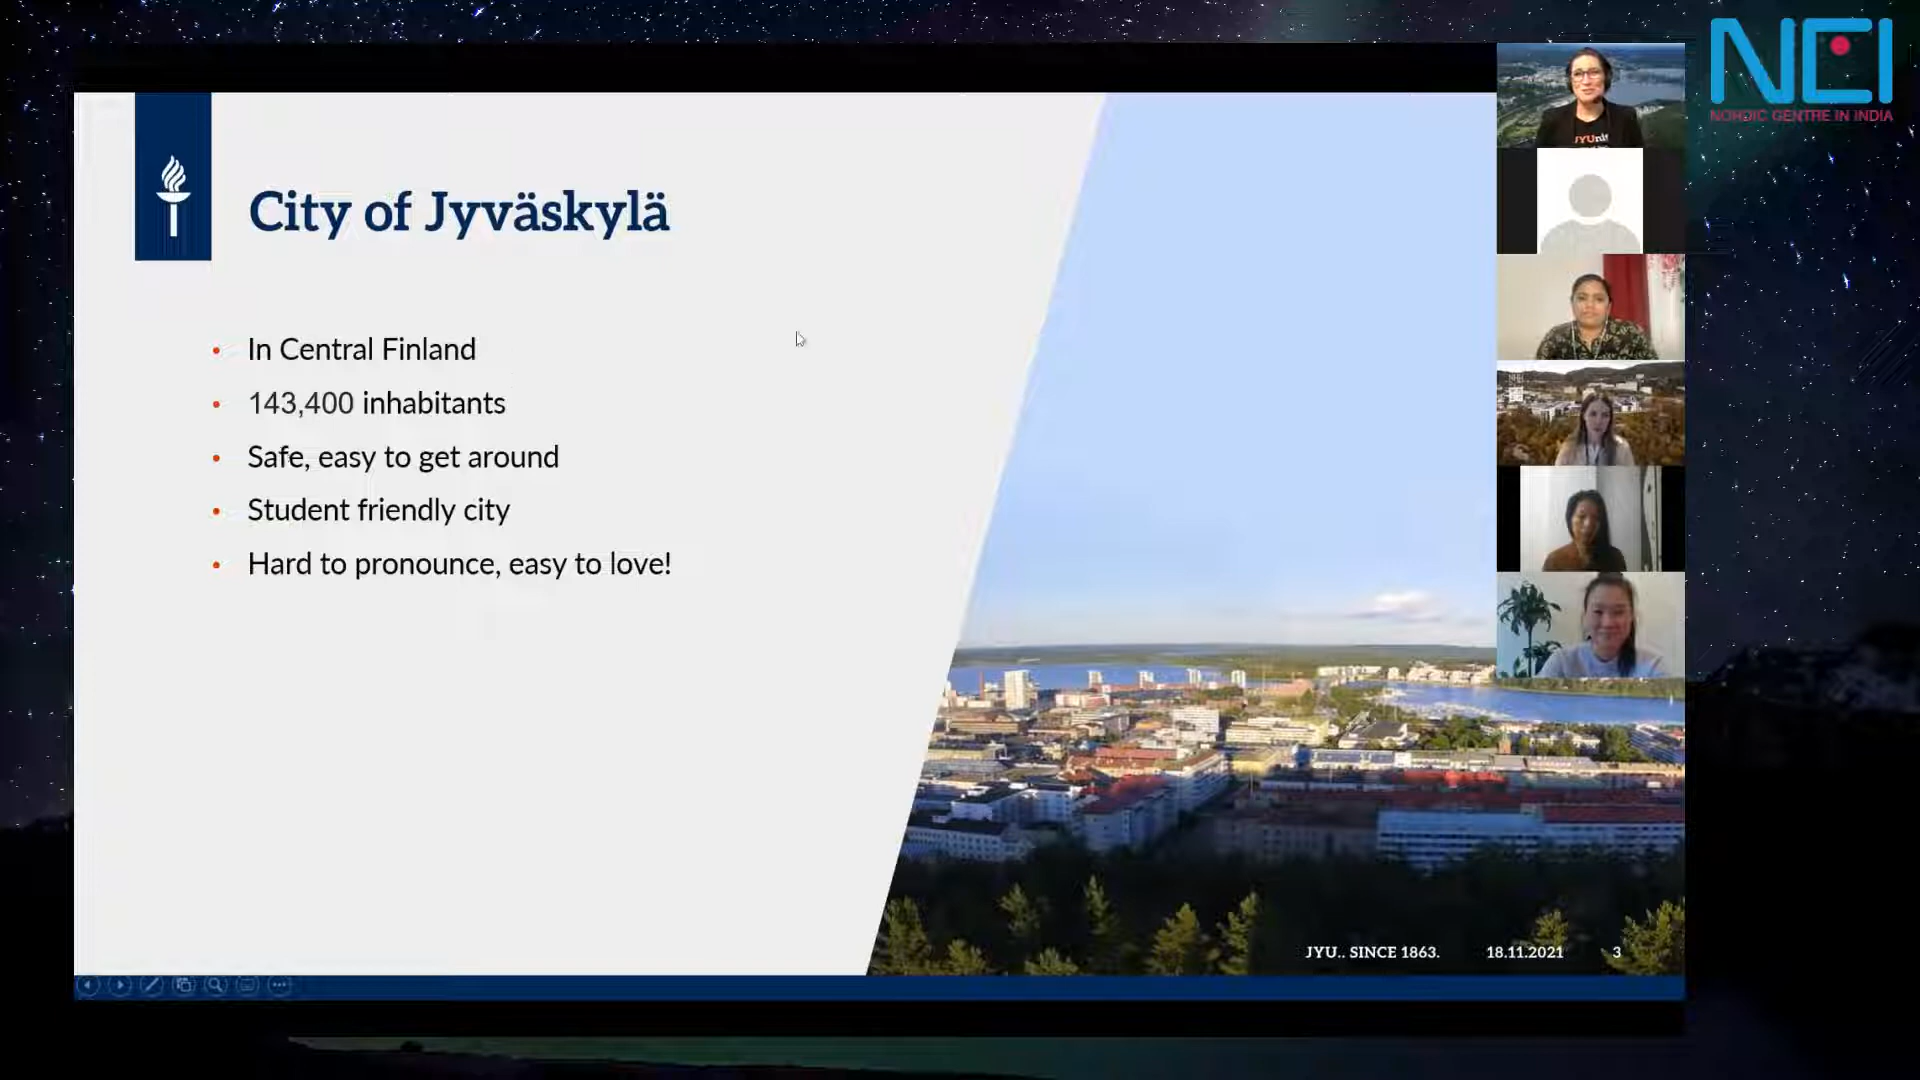 NCI
NORDIC CENTRE IN INDIA
City of Jyväskylä
In Central Finland
143,400 inhabitants
Safe, easy to get around
Student friendly city
Hard to pronounce, easy to love!
JYU.. SINCE 1863.
18.11.2021
3